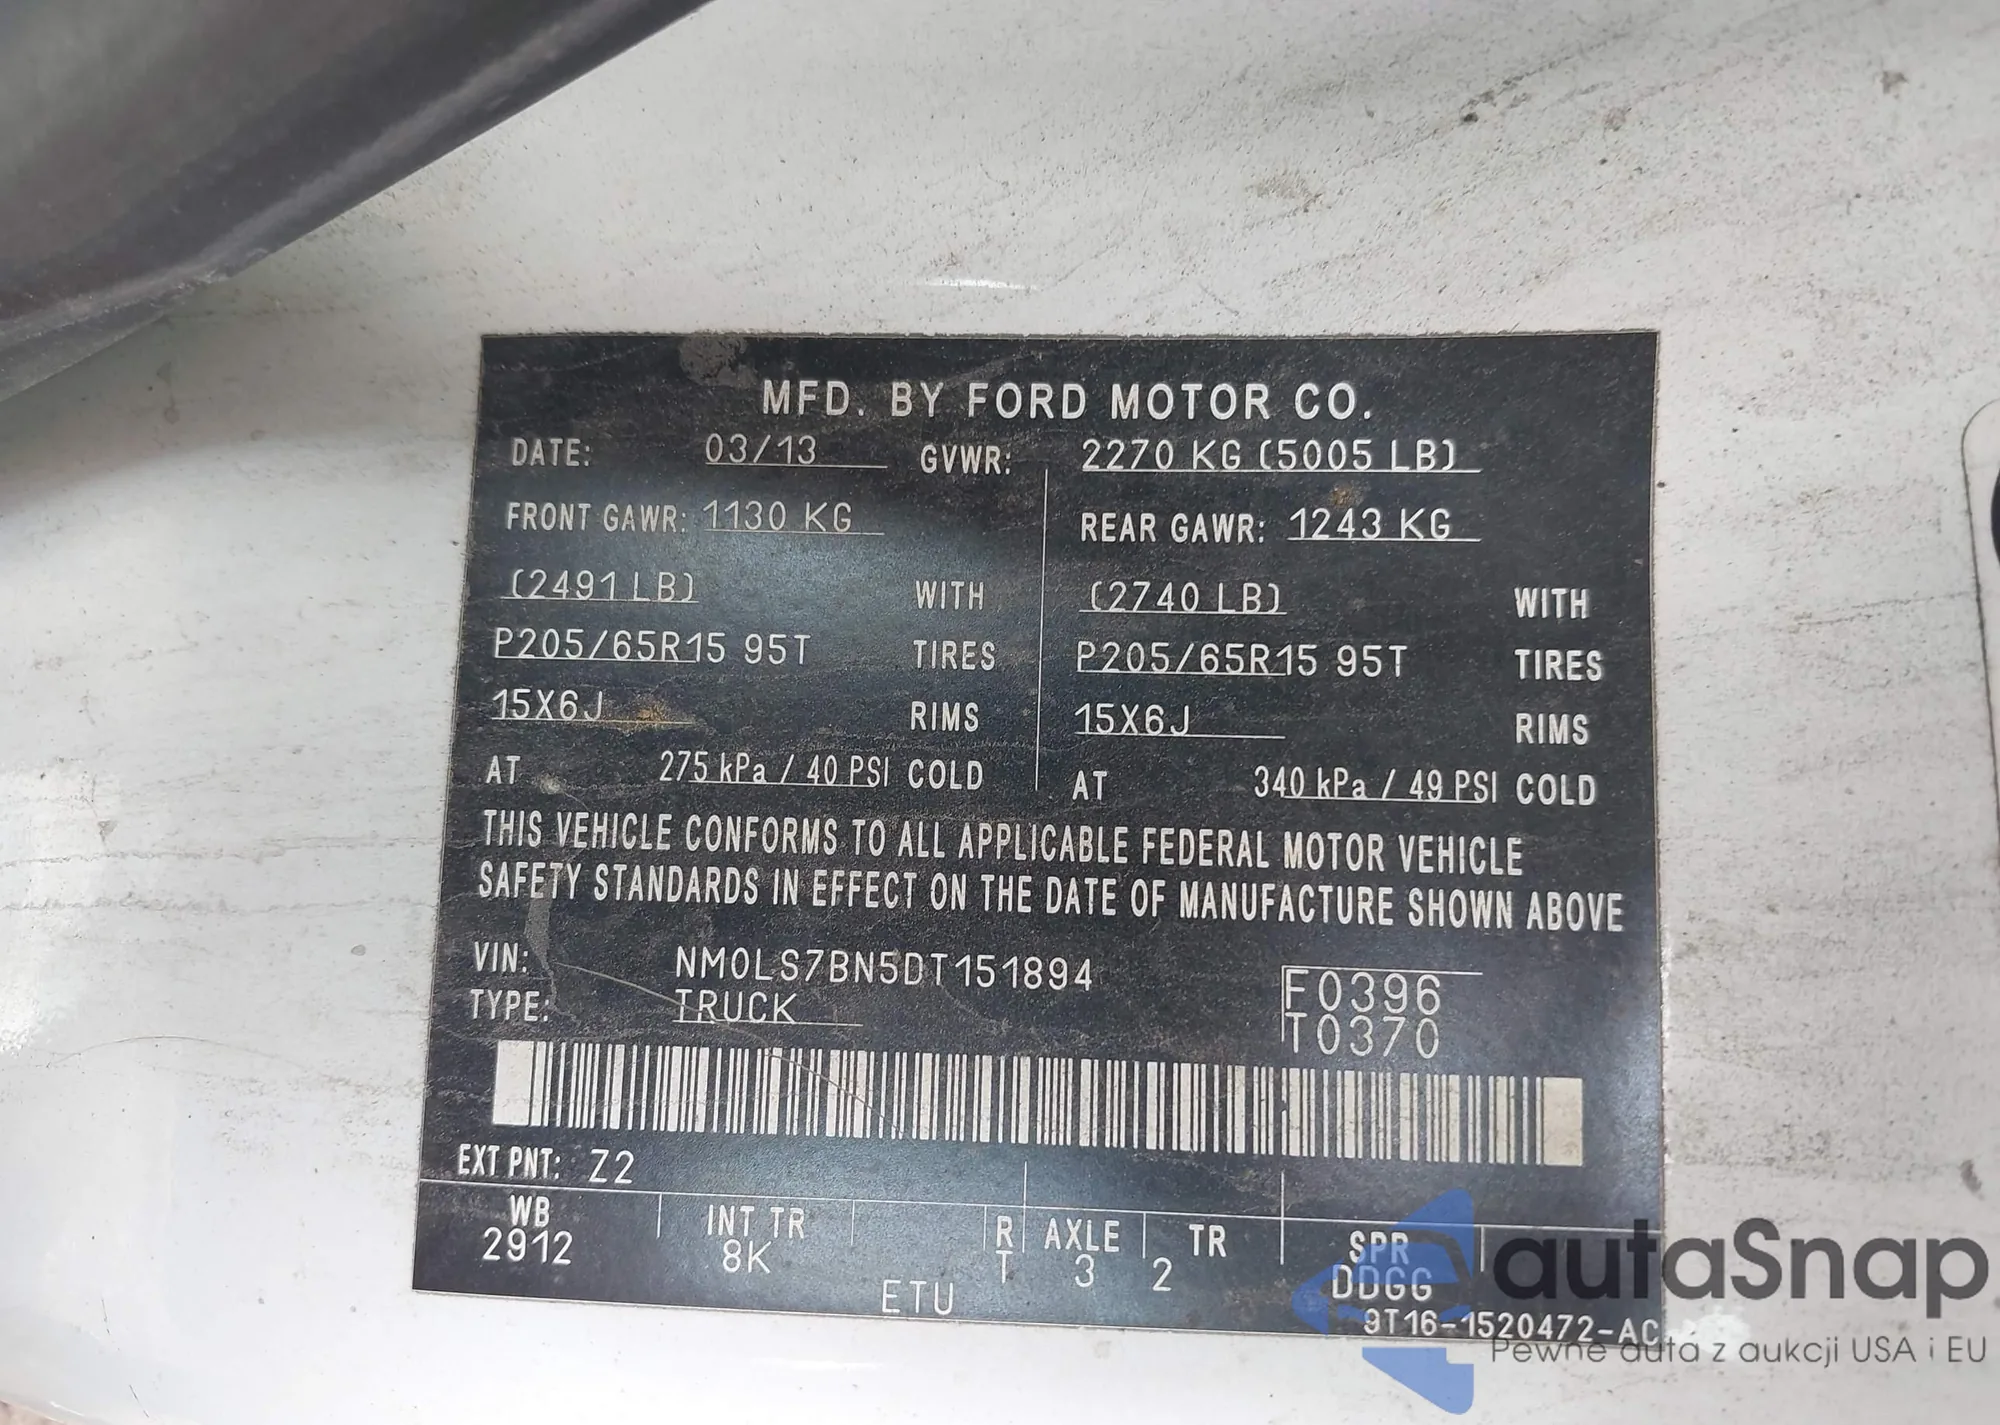 MFD. BY FORD MOTOR CO.
DATE: 03/13 GVWR: 2270 KG (5005 LB)
FRONT GAWR: 1130 KG REAR GAWR: 1243 KG
(2491 LB) WITH (2740 LB) WITH
P205/65R15 95T TIRES P205/65R15 95T TIRES
15X6J RIMS 15X6J RIMS
AT 275 kPa / 40 PSI COLD AT 340 kPa / 49 PSI COLD
THIS VEHICLE CONFORMS TO ALL APPLICABLE FEDERAL MOTOR VEHICLE
SAFETY STANDARDS IN EFFECT ON THE DATE OF MANUFACTURE SHOWN ABOVE
VIN: NM0LS7BN5DT151894 F0396
TYPE: TRUCK T0370
EXT PNT: Z2
WB INT TR R AXLE TR SPR
2912 8K T 3 2 DDGG
ETU
9T16-1520472-AC
autaSnap
Pewne auta z aukcji USA i EU